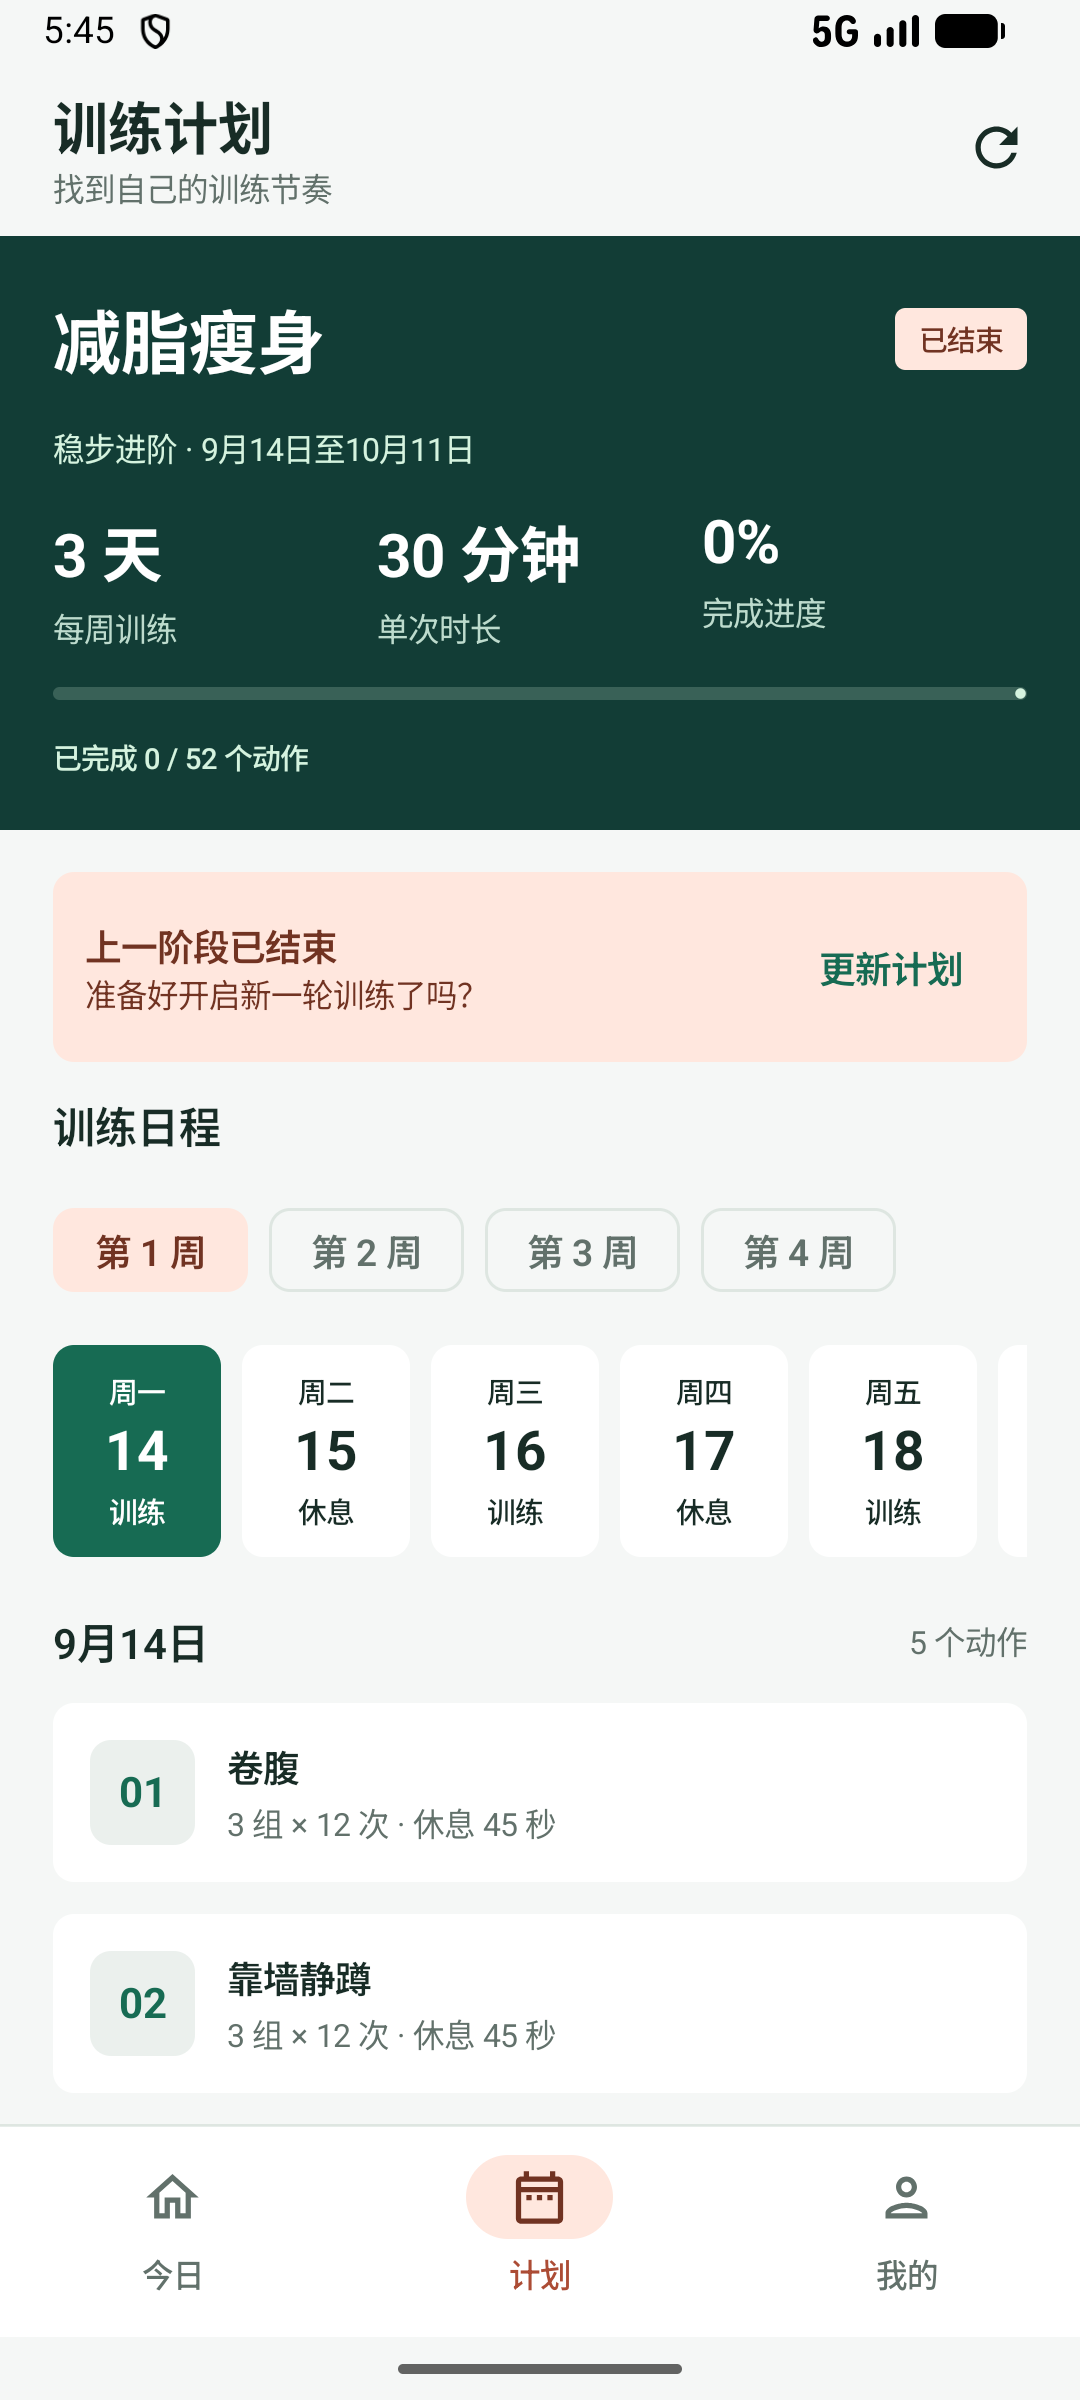 5:45
5G
训练计划
找到自己的训练节奏
减脂瘦身
已结束
稳步进阶 · 9月14日至10月11日
3 天
30 分钟
0%
每周训练
单次时长
完成进度
已完成 0 / 52 个动作
上一阶段已结束
准备好开启新一轮训练了吗?
更新计划
训练日程
第 1 周
第 2 周
第 3 周
第 4 周
周一
14
训练
周二
15
休息
周三
16
训练
周四
17
休息
周五
18
训练
9月14日
5 个动作
01
卷腹
3 组 × 12 次 · 休息 45 秒
02
靠墙静蹲
3 组 × 12 次 · 休息 45 秒
今日
计划
我的